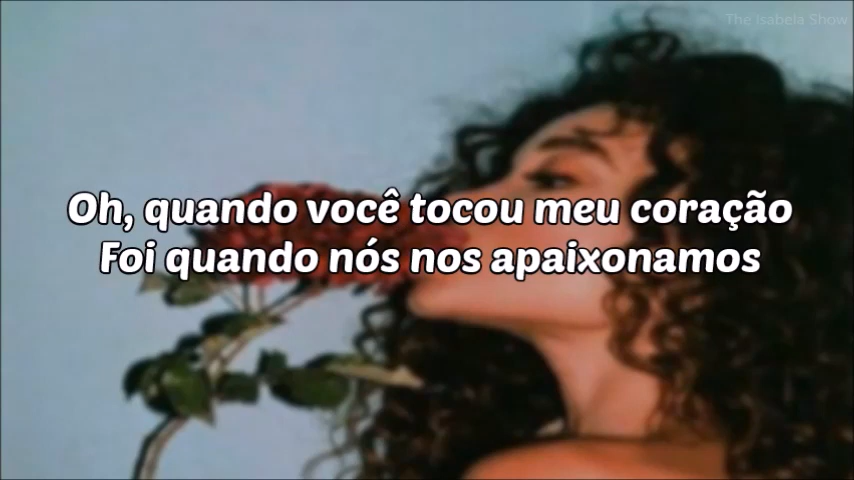 The Isabela Show
Oh, quando você tocou meu coração
Foi quando nós nos apaixonamos